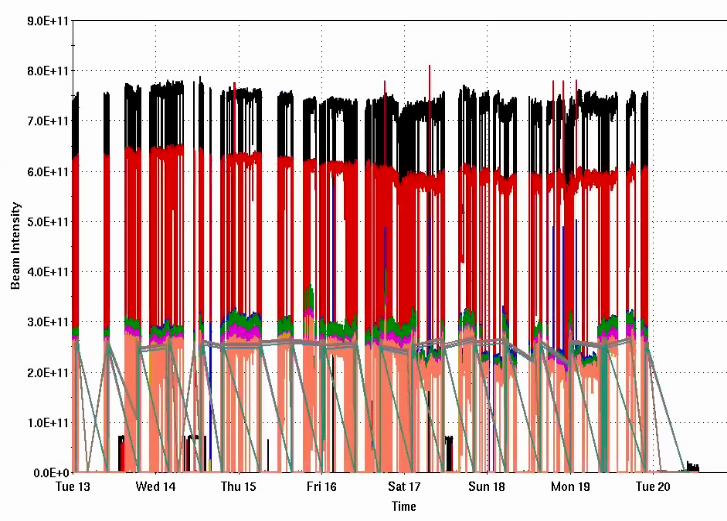 9.0E+11
8.0E+11
7.0E+11
6.0E+11
5.0E+11
4.0E+11
3.0E+11
2.0E+11
1.0E+11
0.0E+0
Beam Intensity
Tue 13 Wed 14 Thu 15 Fri 16 Sat 17 Sun 18 Mon 19 Tue 20
Time